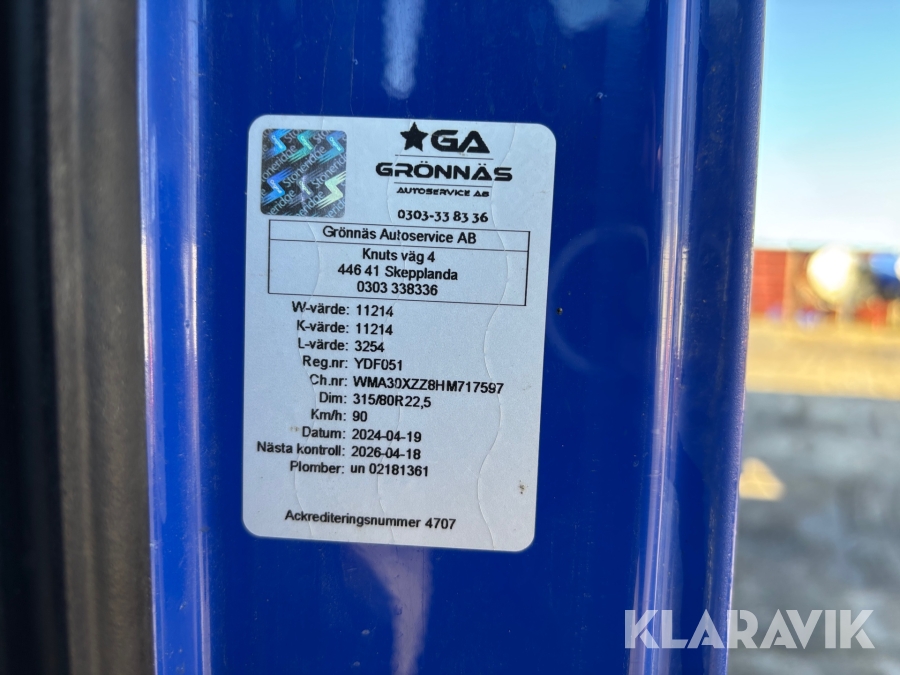 Stoneridge
GA
GRÖNNÄS
AUTOSERVICE AB
0303-33 83 36
Grönnäs Autoservice AB
Knuts väg 4
446 41 Skepplanda
0303 338336
W-värde: 11214
K-värde: 11214
L-värde: 3254
Reg.nr: YDF051
Ch.nr: WMA30XZZ8HM717597
Dim: 315/80R22,5
Km/h: 90
Datum: 2024-04-19
Nästa kontroll: 2026-04-18
Plomber: un 02181361
Ackrediteringsnummer 4707
KLARAVIK